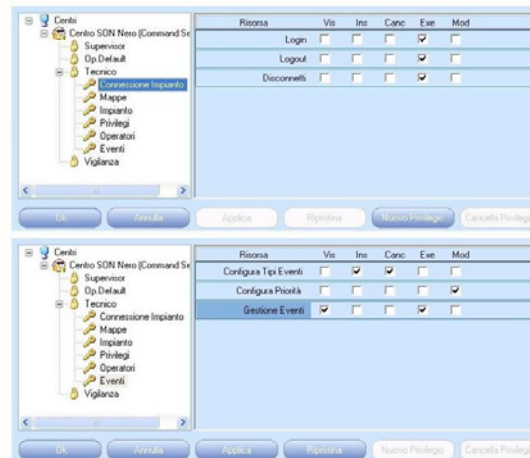 Centri
Centro SON Nero (Command Se
Supervisor
Op.Default
Tecnico
Connessione Impianto
Mappe
Impianto
Privilegi
Operatori
Eventi
Vigilanza
Risorsa Vis Ins Canc Exe Mod
Login
Logout
Disconnetti
Ok Annulla Applica Ripristina Nuovo Privilegio Cancella Privilegi
Centri
Centro SON Nero (Command Se
Supervisor
Op.Default
Tecnico
Connessione Impianto
Mappe
Impianto
Privilegi
Operatori
Eventi
Vigilanza
Risorsa Vis Ins Canc Exe Mod
Configura Tipi Eventi
Configura Priorità
Gestione Eventi
Ok Annulla Applica Ripristina Nuovo Privilegio Cancella Privilegi